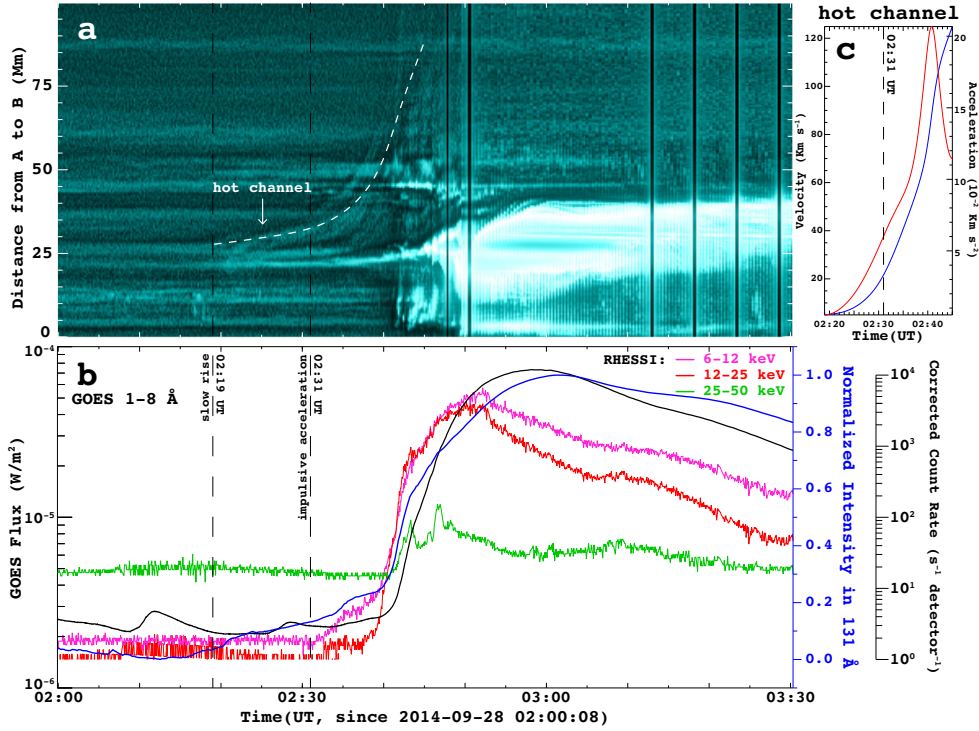 a
Distance from A to B (Mm)
75
50
25
0
hot channel
hot channel
c
02:31 UT
Velocity (Km s⁻¹)
120
100
80
60
40
20
Acceleration (10⁻² Km s⁻²)
20
15
10
5
02:20 02:30 02:40
Time(UT)
b
GOES 1-8 Å
GOES Flux (W/m²)
10⁻⁴
10⁻⁵
10⁻⁶
02:19 UT
slow rise
02:31 UT
impulsive acceleration
RHESSI:
6-12 keV
12-25 keV
25-50 keV
1.0
0.8
0.6
0.4
0.2
0.0
Normalized Intensity in 131 Å
10⁴
10³
10²
10¹
10⁰
Corrected Count Rate (s⁻¹ detector⁻¹)
02:00 02:30 03:00 03:30
Time(UT, since 2014-09-28 02:00:08)